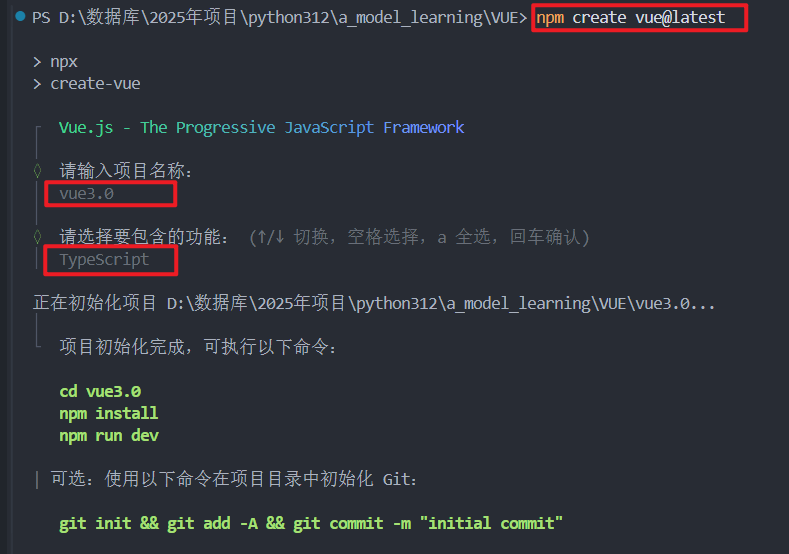 PS D:\数据库\2025年项目\python312\a_model_learning\VUE> npm create vue@latest
> npx
> create-vue
Vue.js - The Progressive JavaScript Framework
请输入项目名称：
vue3.0
请选择要包含的功能： (↑/↓ 切换，空格选择，a 全选，回车确认)
TypeScript
正在初始化项目 D:\数据库\2025年项目\python312\a_model_learning\VUE\vue3.0...
项目初始化完成，可执行以下命令：
cd vue3.0
npm install
npm run dev
| 可选：使用以下命令在项目目录中初始化 Git：
git init && git add -A && git commit -m "initial commit"